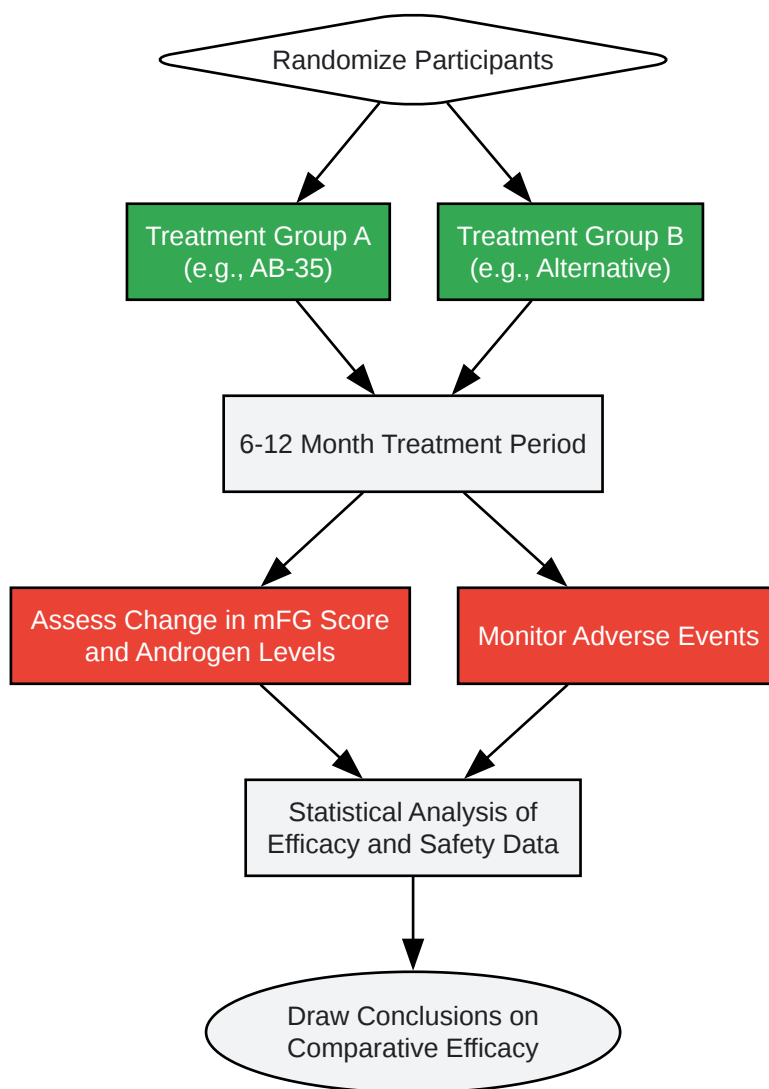 Randomize Participants
Treatment Group A
(e.g., AB-35)
Treatment Group B
(e.g., Alternative)
6-12 Month Treatment Period
Assess Change in mFG Score
and Androgen Levels
Monitor Adverse Events
Statistical Analysis of
Efficacy and Safety Data
Draw Conclusions on
Comparative Efficacy